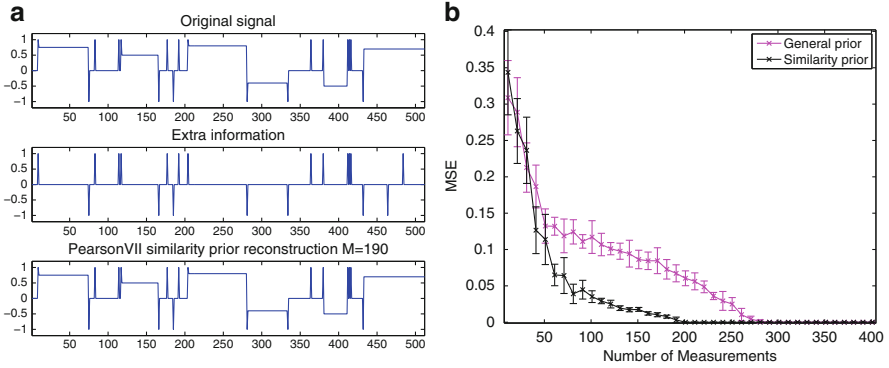 a
Original signal
1
0.5
0
−0.5
−1
50 100 150 200 250 300 350 400 450 500
Extra information
1
0.5
0
−0.5
−1
50 100 150 200 250 300 350 400 450 500
PearsonVII similarity prior reconstruction M=190
1
0.5
0
−0.5
−1
50 100 150 200 250 300 350 400 450 500
b
0.4
0.35
0.3
0.25
0.2
0.15
0.1
0.05
0
MSE
General prior
Similarity prior
50 100 150 200 250 300 350 400
Number of Measurements